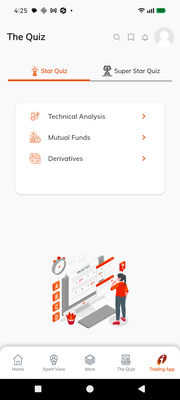 4:25
The Quiz
Star Quiz
Super Star Quiz
Technical Analysis
Mutual Funds
Derivatives
Home
Xpert View
More
The Quiz
Trading App